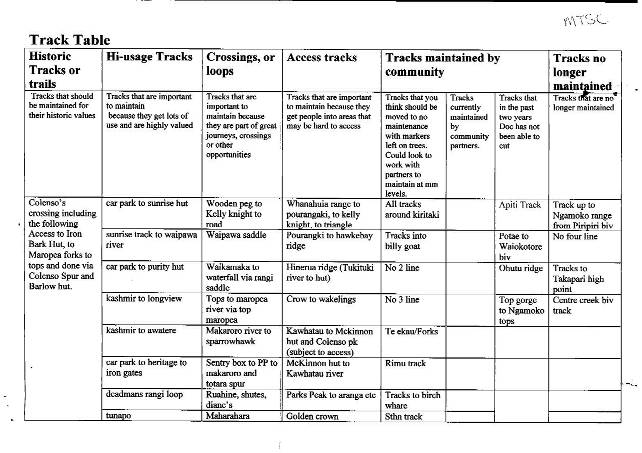 MTSC
Track Table
Historic
Tracks or
trails
Hi-usage Tracks
Crossings, or
loops
Access tracks
Tracks maintained by
community
Tracks no
longer
maintained
Tracks that should
be maintained for
their historic values
Tracks that are important
to maintain
because they get lots of
use and are highly valued
Tracks that are
important to
maintain because
they are part of great
journeys, crossings
or other
opportunities
Tracks that are important
to maintain because they
get people into areas that
may be hard to access
Tracks that you
think should be
moved to no
maintenance
with markers
left on trees.
Could look to
work with
partners to
maintain at mm
levels.
Tracks
currently
maintained
by
community
partners.
Tracks that
in the past
two years
Doc has not
been able to
cut
Tracks that are no
longer maintained
Colenso's
crossing including
the following
Access to Iron
Bark Hut, to
Maropea forks to
tops and done via
Colenso Spur and
Barlow hut.
car park to sunrise hut
Wooden peg to
Kelly knight to
road
Whanahuia range to
pourangaki, to kelly
knight, to triangle
All tracks
around kiritaki
Apiti Track
Track up to
Ngamoko range
from Piripiri biv
sunrise track to waipawa
river
Waipawa saddle
Pourangki to hawkebay
ridge
Tracks into
billy goat
Potae to
Waiokotore
biv
No four line
car park to purity hut
Waikamaka to
waterfall via rangi
saddle
Hinerua ridge (Tukituki
river to hut)
No 2 line
Ohutu ridge
Tracks to
Takapari high
point
kashmir to longview
Tops to maropea
river via top
maropea
Crow to wakelings
No 3 line
Top gorge
to Ngamoko
tops
Centre creek biv
track
kashmir to awatere
Makaroro river to
sparrowhawk
Kawhatau to Mckinnon
hut and Colenso pk
(subject to access)
Te ekau/Forks
car park to heritage to
iron gates
Sentry box to PP to
makaroro and
totara spur
McKinnon hut to
Kawhatau river
Rimu track
deadmans rangi loop
Ruahine, shutes,
diane's
Parks Peak to aranga etc
Tracks to birch
whare
tunapo
Maharahara
Golden crown
Sthn track